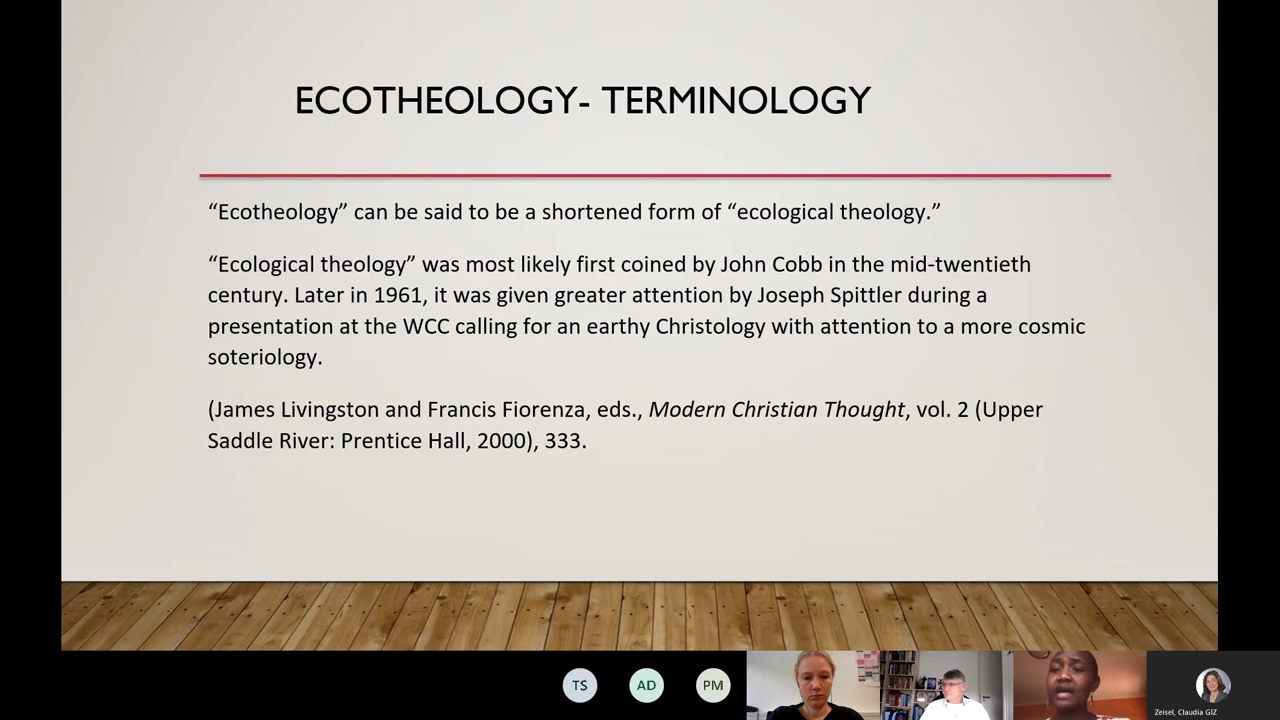 ECOTHEOLOGY- TERMINOLOGY
“Ecotheology” can be said to be a shortened form of “ecological theology.”
“Ecological theology” was most likely first coined by John Cobb in the mid-twentieth
century. Later in 1961, it was given greater attention by Joseph Spittler during a
presentation at the WCC calling for an earthy Christology with attention to a more cosmic
soteriology.
(James Livingston and Francis Fiorenza, eds., Modern Christian Thought, vol. 2 (Upper
Saddle River: Prentice Hall, 2000), 333.
TS
AD
PM
Zeisel, Claudia GIZ